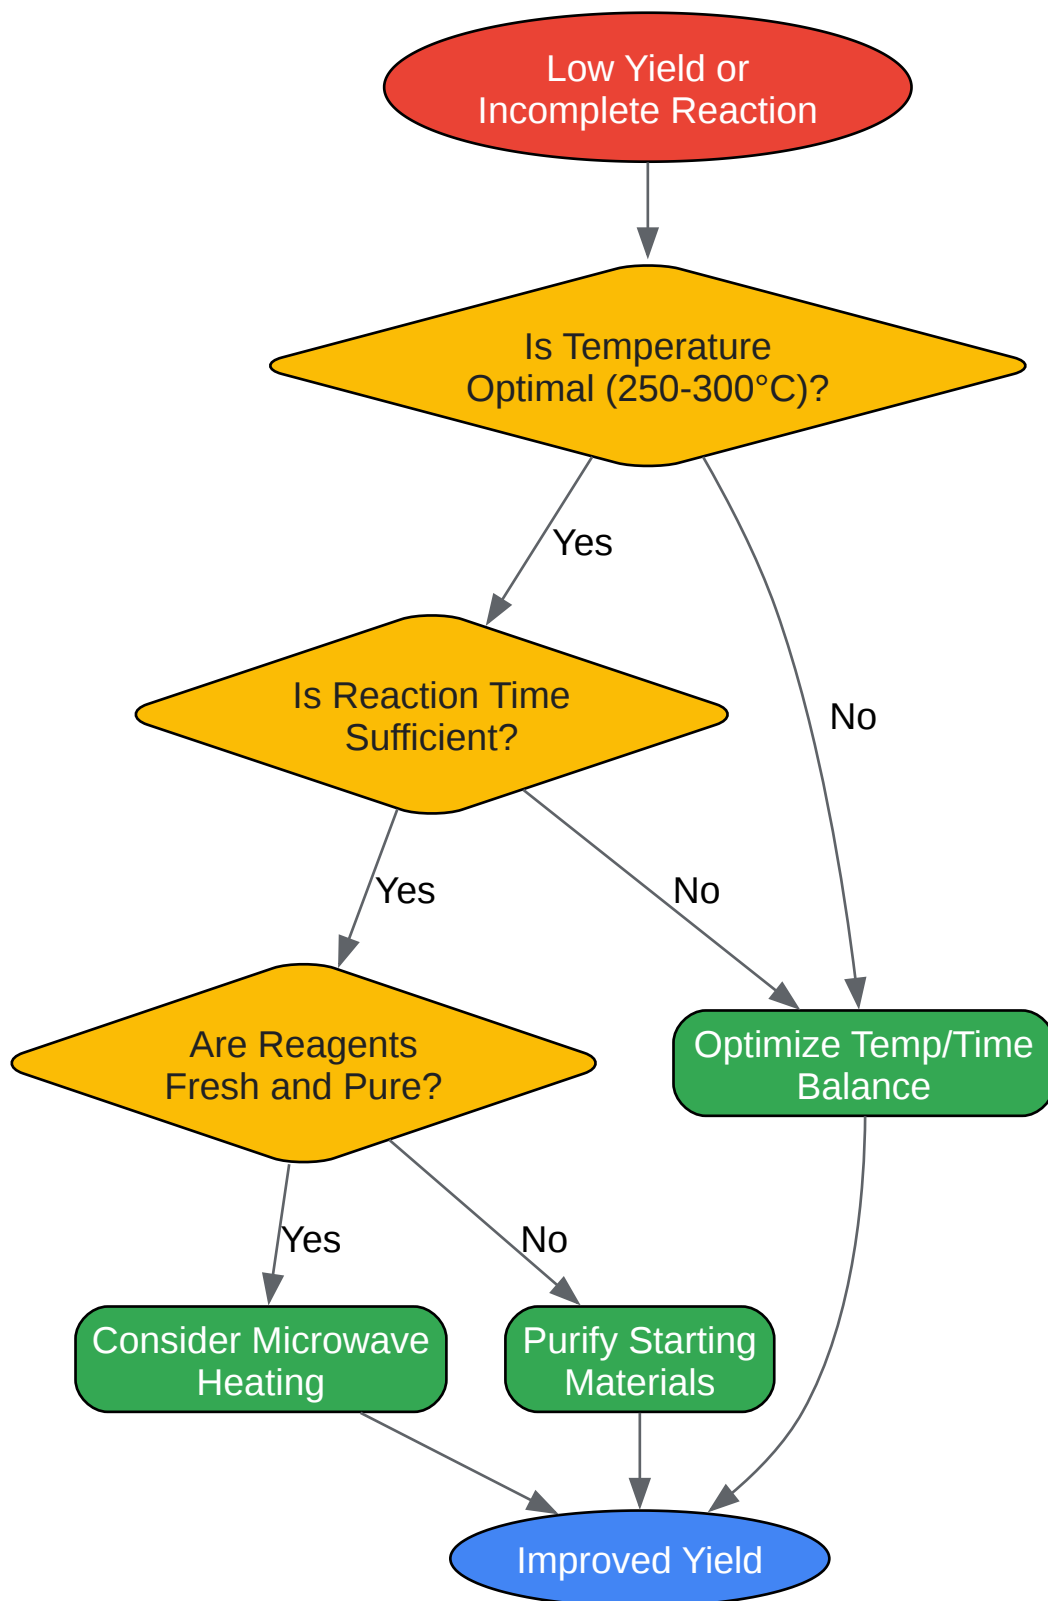 Low Yield or
Incomplete Reaction
Is Temperature
Optimal (250-300°C)?
Yes
No
Is Reaction Time
Sufficient?
Yes
No
Are Reagents
Fresh and Pure?
Optimize Temp/Time
Balance
Yes
No
Consider Microwave
Heating
Purify Starting
Materials
Improved Yield